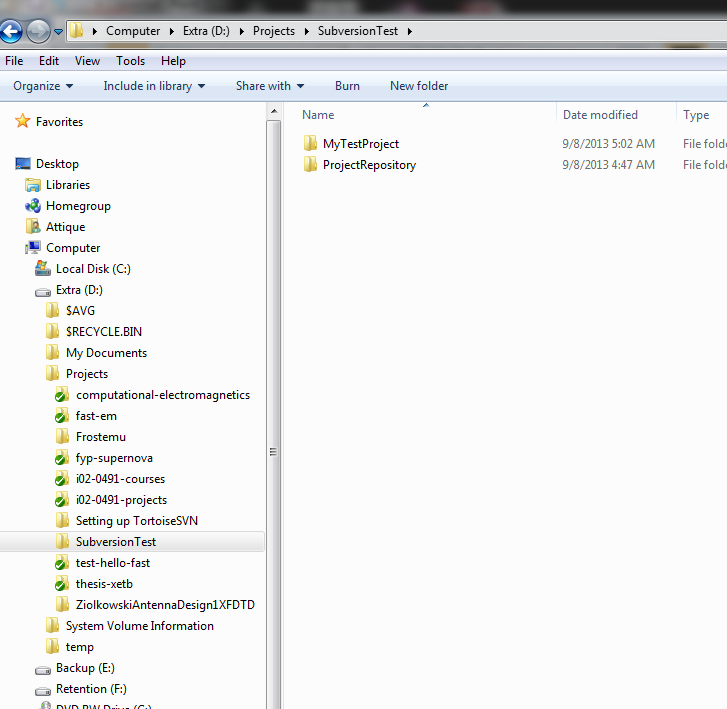 Computer Extra (D:) Projects SubversionTest
File Edit View Tools Help
Organize Include in library Share with Burn New folder
Favorites
Desktop
Libraries
Homegroup
Attique
Computer
Local Disk (C:)
Extra (D:)
$AVG
$RECYCLE.BIN
My Documents
Projects
computational-electromagnetics
fast-em
Frostemu
fyp-supernova
i02-0491-courses
i02-0491-projects
Setting up TortoiseSVN
SubversionTest
test-hello-fast
thesis-xetb
ZiolkowskiAntennaDesign1XFDTD
System Volume Information
temp
Backup (E:)
Retention (F:)
DVD RW Drive (G:)
Name Date modified Type
MyTestProject 9/8/2013 5:02 AM File folde
ProjectRepository 9/8/2013 4:47 AM File folde